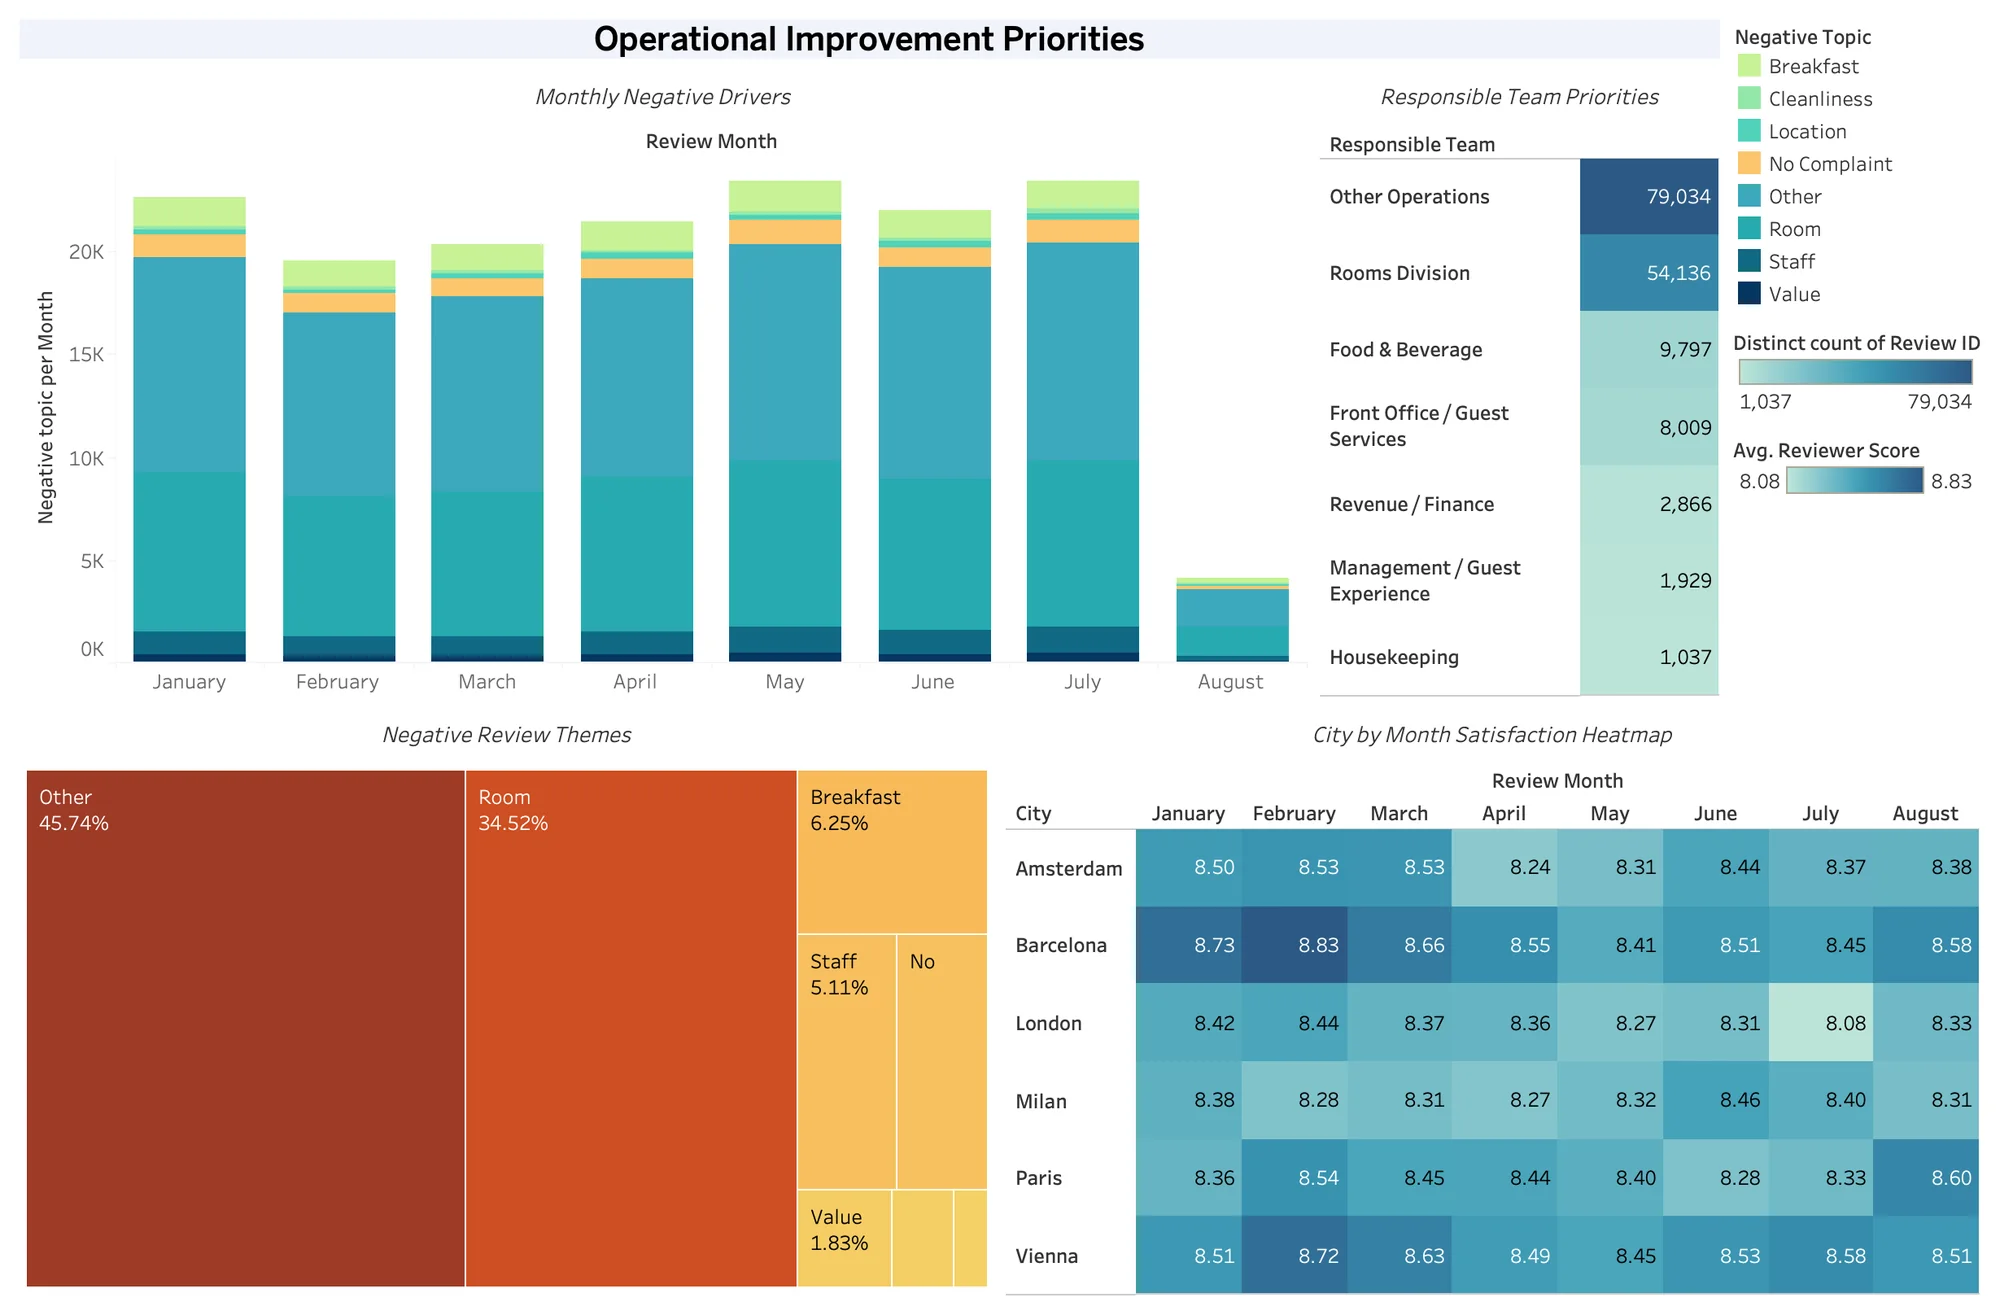 Operational Improvement Priorities
Monthly Negative Drivers
Review Month
Negative topic per Month
20K
15K
10K
5K
0K
January February March April May June July August
Responsible Team Priorities
Responsible Team
Other Operations 79,034
Rooms Division 54,136
Food & Beverage 9,797
Front Office / Guest
Services 8,009
Revenue / Finance 2,866
Management / Guest
Experience 1,929
Housekeeping 1,037
Negative Topic
Breakfast
Cleanliness
Location
No Complaint
Other
Room
Staff
Value
Distinct count of Review ID
1,037 79,034
Avg. Reviewer Score
8.08 8.83
Negative Review Themes
Other
45.74%
Room
34.52%
Breakfast
6.25%
Staff
5.11%
No
Value
1.83%
City by Month Satisfaction Heatmap
Review Month
City January February March April May June July August
Amsterdam 8.50 8.53 8.53 8.24 8.31 8.44 8.37 8.38
Barcelona 8.73 8.83 8.66 8.55 8.41 8.51 8.45 8.58
London 8.42 8.44 8.37 8.36 8.27 8.31 8.08 8.33
Milan 8.38 8.28 8.31 8.27 8.32 8.46 8.40 8.31
Paris 8.36 8.54 8.45 8.44 8.40 8.28 8.33 8.60
Vienna 8.51 8.72 8.63 8.49 8.45 8.53 8.58 8.51